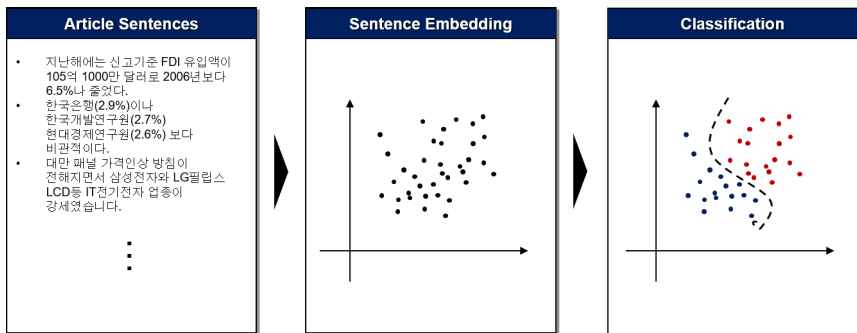 Article Sentences
• 지난해에는 신고기준 FDI 유입액이
105억 1000만 달러로 2006년보다
6.5%나 줄었다.
• 한국은행(2.9%)이나
한국개발연구원(2.7%)
현대경제연구원(2.6%) 보다
비관적이다.
• 대만 패널 가격인상 방침이
전해지면서 삼성전자와 LG필립스
LCD등 IT전기전자 업종이
강세였습니다.
Sentence Embedding
Classification